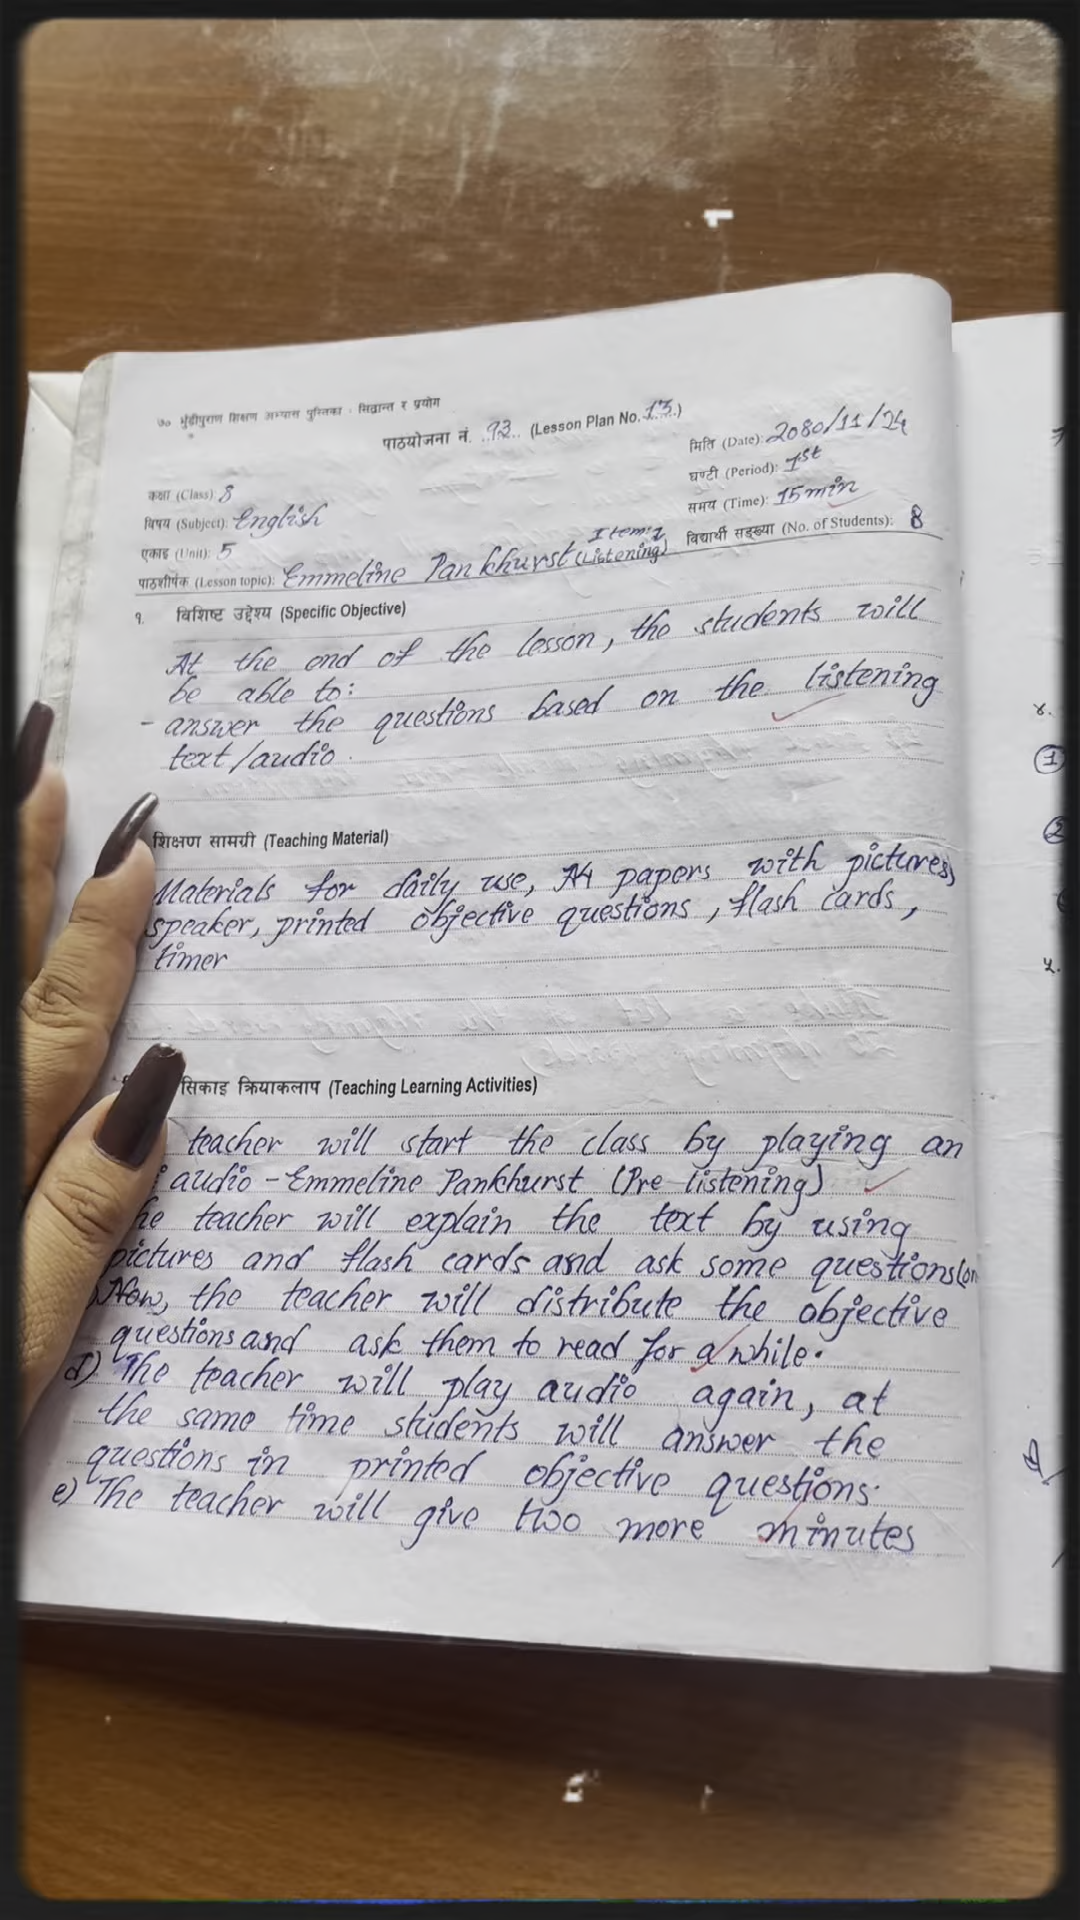 ७० भुँडीपुराण शिक्षण अभ्यास पुस्तिका : सिद्धान्त र प्रयोग
पाठयोजना नं. 93 (Lesson Plan No. 13.)
मिति (Date): 2080/11/24
घण्टी (Period): 1st
कक्षा (Class): 8
समय (Time): 15min
विषय (Subject): English
विद्यार्थी सङ्ख्या (No. of Students): 8
एकाइ (Unit): 5
Item:1
पाठशीर्षक (Lesson topic): Emmeline Pankhurst (Listening)
१. विशिष्ट उद्देश्य (Specific Objective)
At the end of the lesson, the students will
be able to:
- answer the questions based on the listening
text/audio.
शिक्षण सामग्री (Teaching Material)
Materials for daily use, A4 papers with pictures,
speaker, printed objective questions, flash cards,
timer
सिकाइ क्रियाकलाप (Teaching Learning Activities)
teacher will start the class by playing an
audio - Emmeline Pankhurst (Pre listening)
he teacher will explain the text by using
pictures and flash cards and ask some questions(on
Now, the teacher will distribute the objective
questions and ask them to read for a while.
d) The teacher will play audio again, at
the same time students will answer the
questions in printed objective questions.
e) The teacher will give two more minutes
४.
1
2
५.